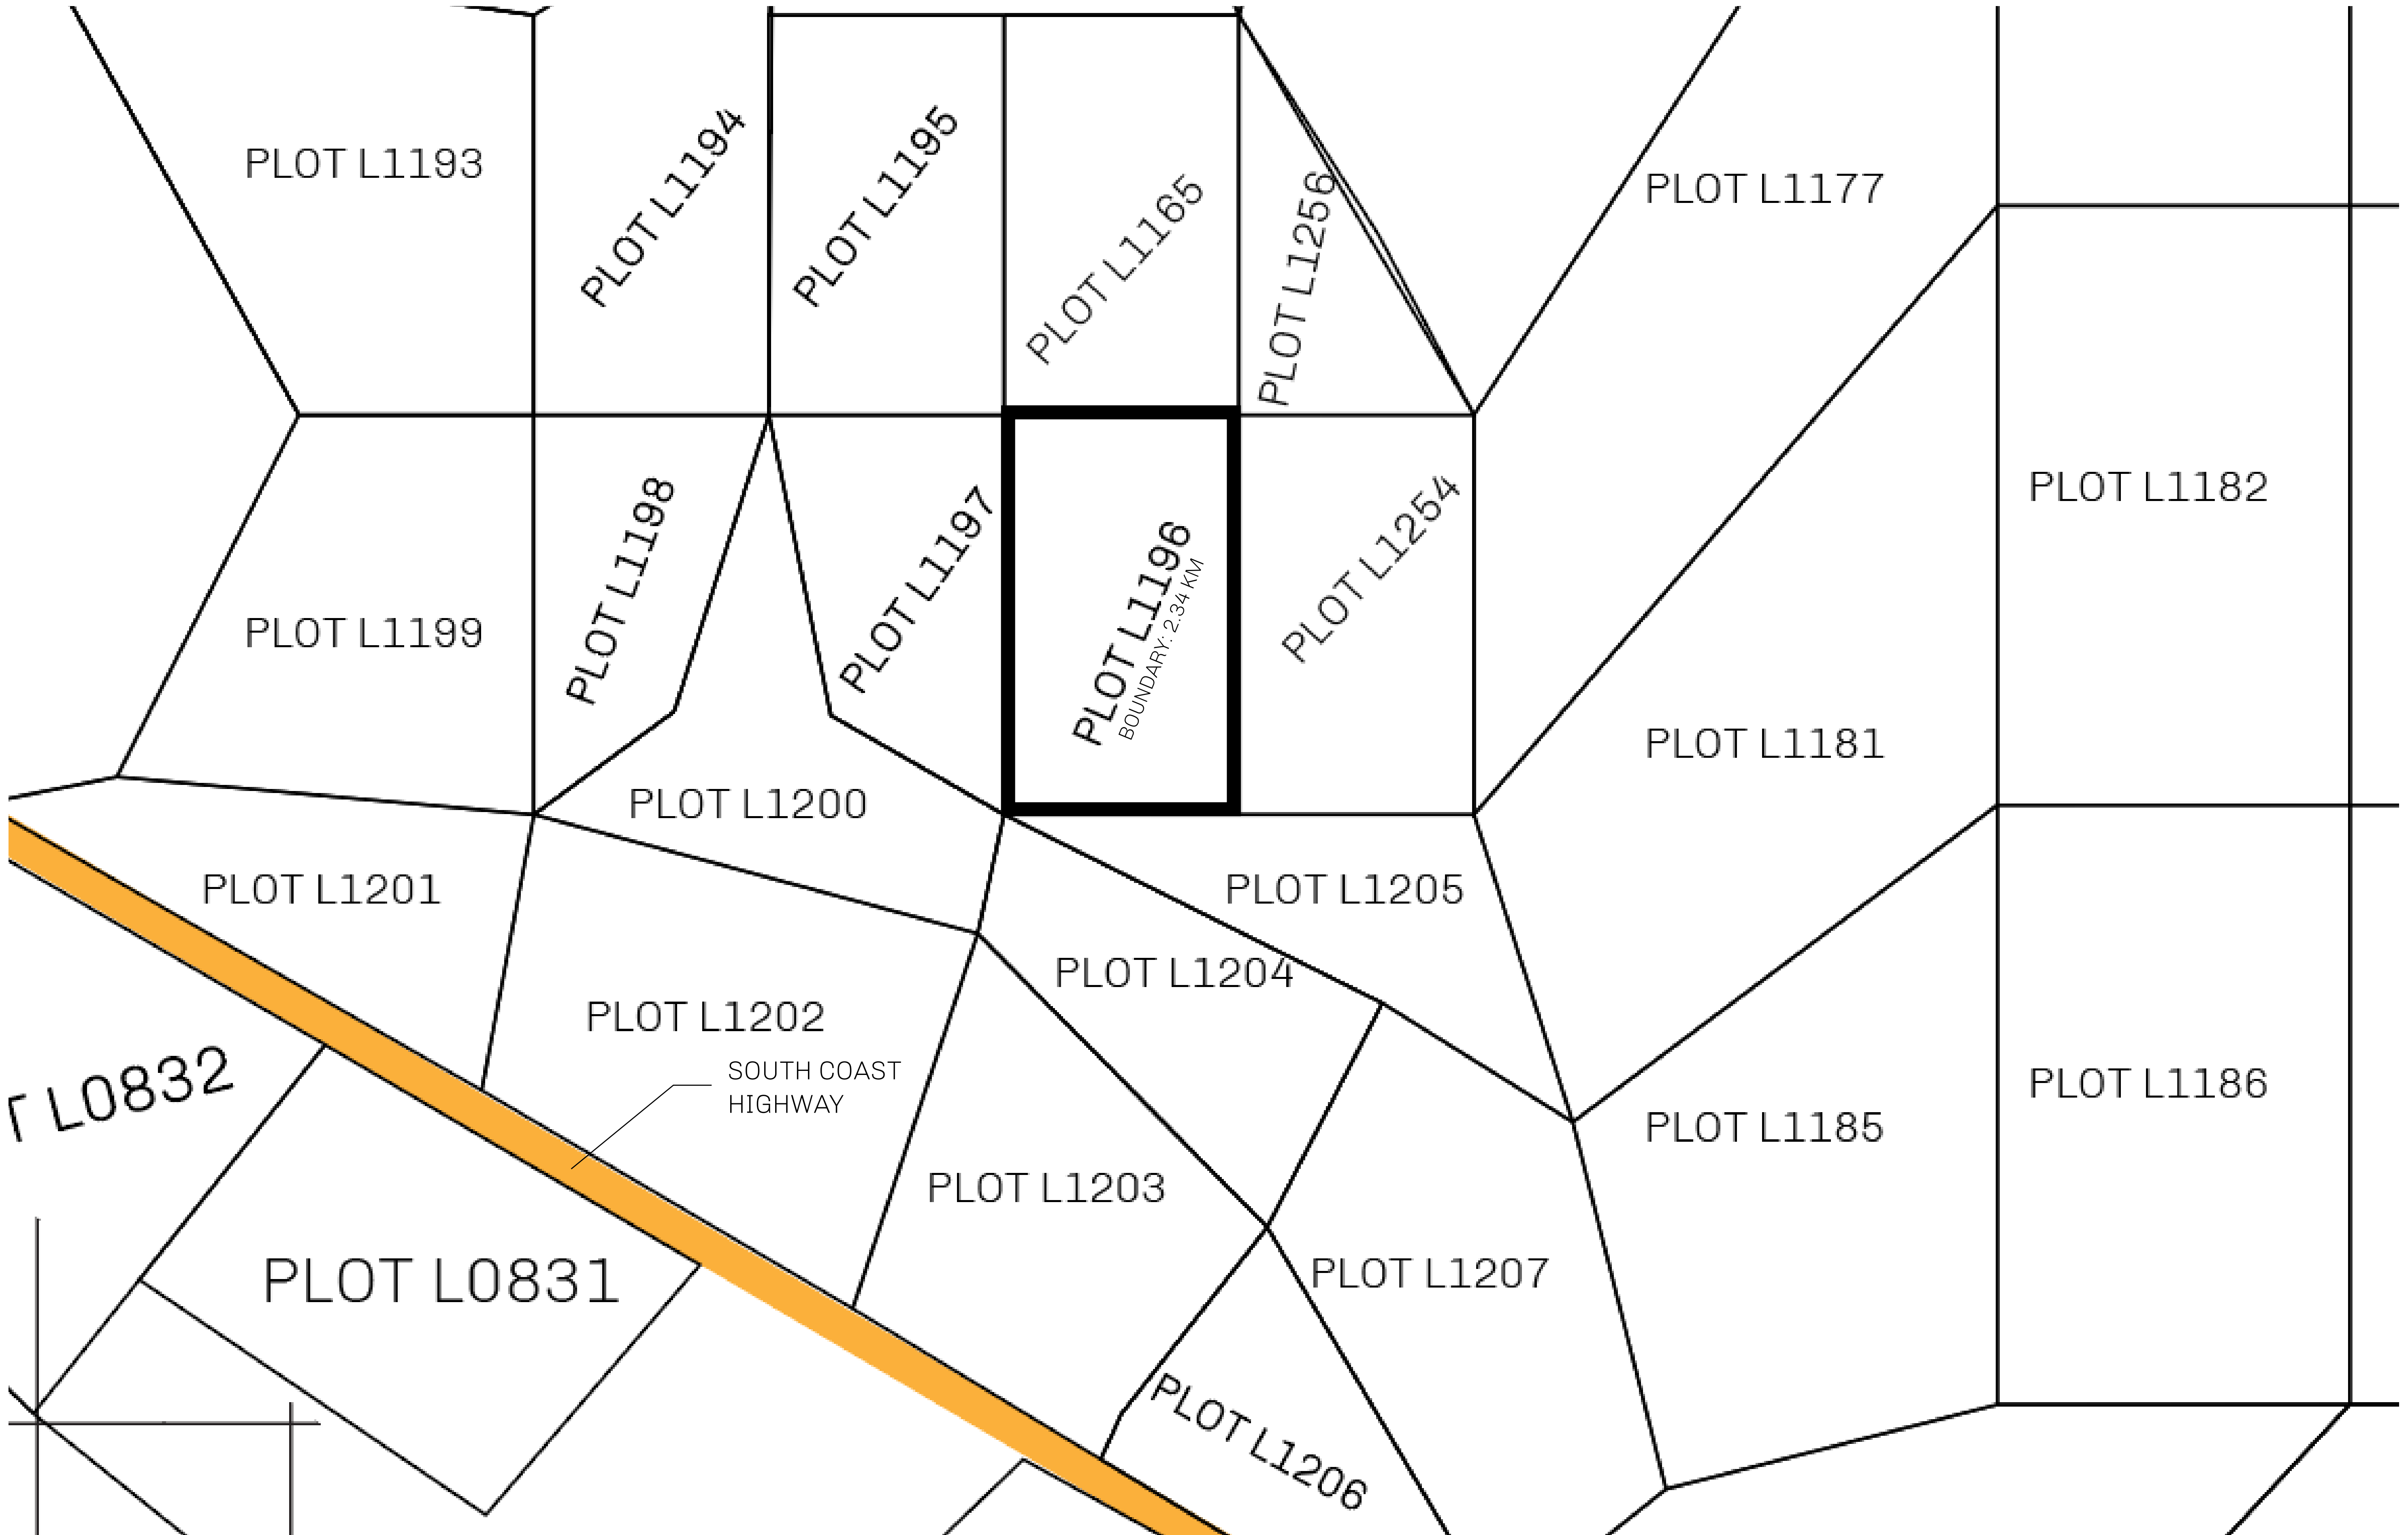 PLOT L1193
PLOT L1194
PLOT L1195
PLOT L1165
PLOT L1256
PLOT L1177
PLOT L1199
PLOT L1198
PLOT L1197
PLOT L1196
BOUNDARY: 2.34 KM
PLOT L1254
PLOT L1182
PLOT L1181
PLOT L1200
PLOT L1201
PLOT L1205
PLOT L1204
PLOT L1202
SOUTH COAST
HIGHWAY
T L0832
PLOT L1203
PLOT L1185
PLOT L1186
PLOT L0831
PLOT L1207
PLOT L1206